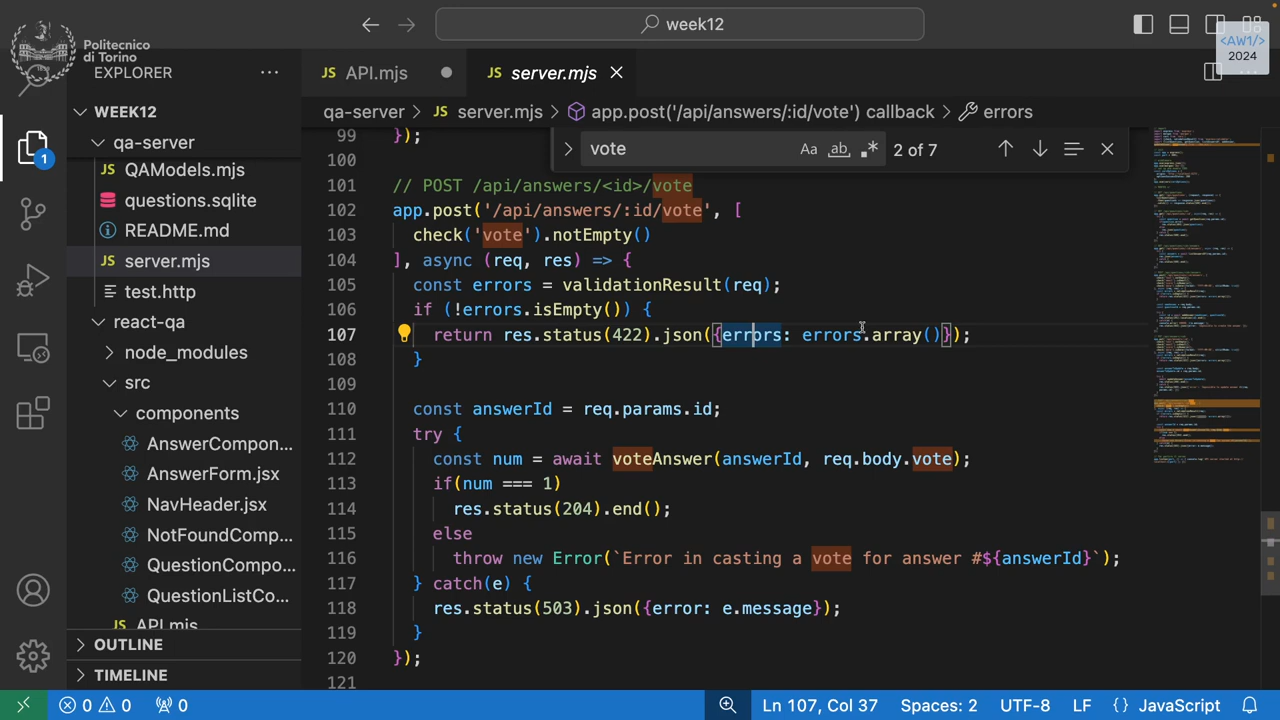 week12
Politecnico
di Torino
<AW1/>
2024
EXPLORER
WEEK12
qa-server
QAModels.mjs
questions.sqlite
README.md
server.mjs
test.http
react-qa
node_modules
src
components
AnswerCompon...
AnswerForm.jsx
NavHeader.jsx
NotFoundComp...
QuestionCompo...
QuestionListCo...
API.mjs
OUTLINE
TIMELINE
1
JS API.mjs
JS server.mjs
qa-server > JS server.mjs > app.post('/api/answers/:id/vote') callback > errors
vote Aa ab 2 of 7
99 });
100
101 // POST /api/answers/<id>/vote
102 app.post('/api/answers/:id/vote', [
103 check('vote').notEmpty()
104 ], async (req, res) => {
105 const errors = validationResult(req);
106 if (!errors.isEmpty()) {
107 return res.status(422).json({errors: errors.array()});
108 }
109
110 const answerId = req.params.id;
111 try {
112 const num = await voteAnswer(answerId, req.body.vote);
113 if(num === 1)
114 res.status(204).end();
115 else
116 throw new Error(`Error in casting a vote for answer #${answerId}`);
117 } catch(e) {
118 res.status(503).json({error: e.message});
119 }
120 });
121
0 0 0 Ln 107, Col 37 Spaces: 2 UTF-8 LF {} JavaScript